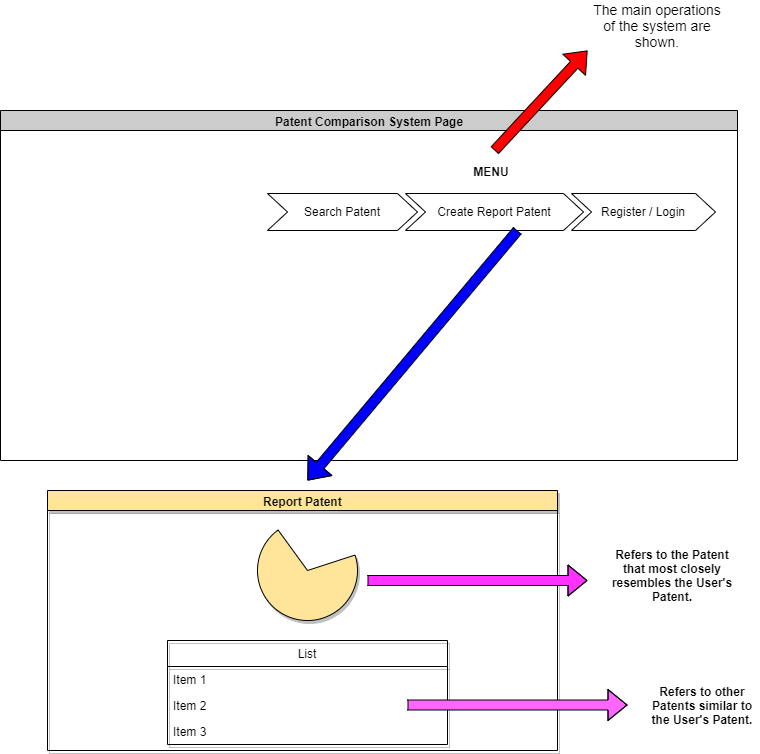 The main operations
of the system are
shown.
Patent Comparison System Page
MENU
Search Patent
Create Report Patent
Register / Login
Report Patent
Refers to the Patent
that most closely
resembles the User's
Patent.
List
Item 1
Item 2
Item 3
Refers to other
Patents similar to
the User's Patent.